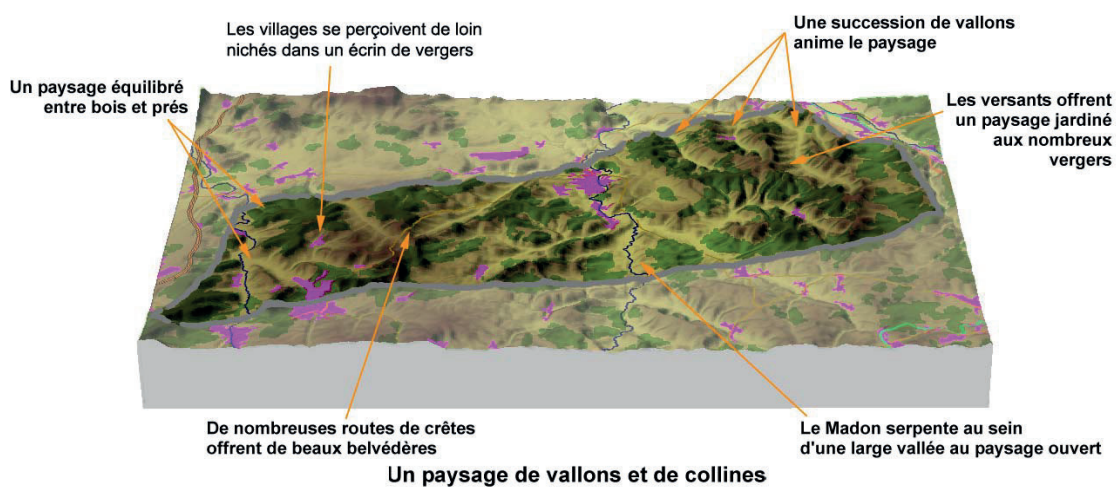 Les villages se perçoivent de loin
nichés dans un écrin de vergers
Une succession de vallons
anime le paysage
Un paysage équilibré
entre bois et prés
Les versants offrent
un paysage jardiné
aux nombreux
vergers
De nombreuses routes de crêtes
offrent de beaux belvédères
Le Madon serpente au sein
d'une large vallée au paysage ouvert
Un paysage de vallons et de collines